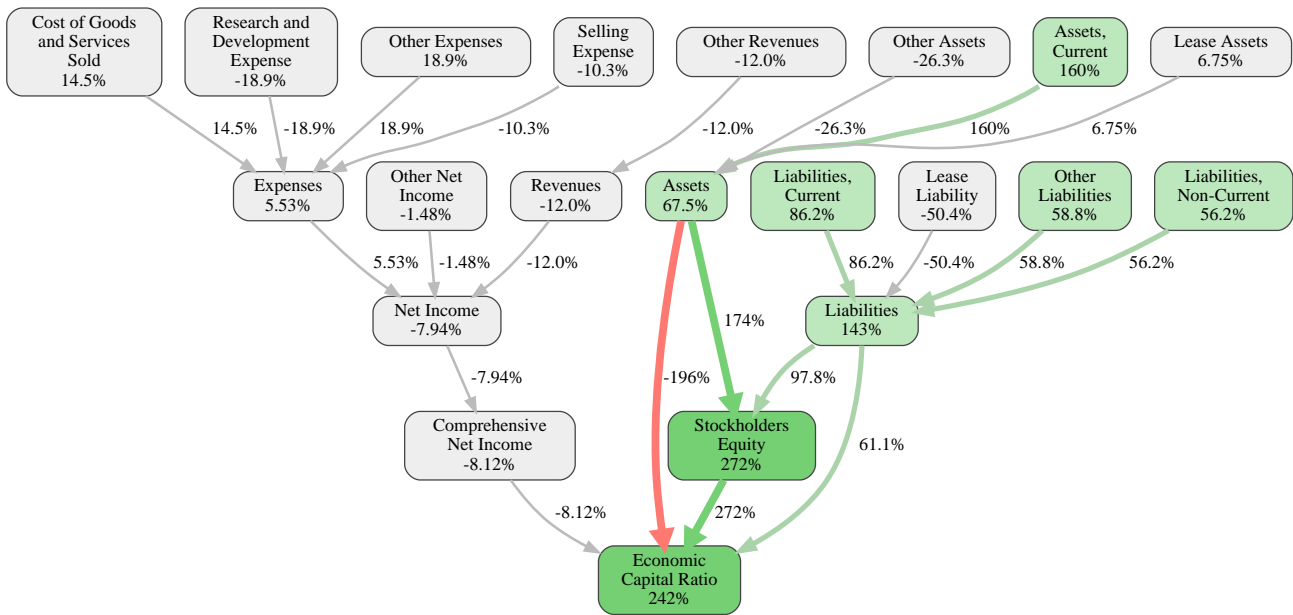 Cost of Goods
and Services
Sold
14.5%
Research and
Development
Expense
-18.9%
Other Expenses
18.9%
Selling
Expense
-10.3%
Other Revenues
-12.0%
Other Assets
-26.3%
Assets,
Current
160%
Lease Assets
6.75%
14.5%
-18.9%
18.9%
-10.3%
-12.0%
-26.3%
160%
6.75%
Expenses
5.53%
Other Net
Income
-1.48%
Revenues
-12.0%
Assets
67.5%
Liabilities,
Current
86.2%
Lease
Liability
-50.4%
Other
Liabilities
58.8%
Liabilities,
Non-Current
56.2%
5.53%
-1.48%
-12.0%
86.2%
-50.4%
58.8%
56.2%
Net Income
-7.94%
174%
Liabilities
143%
-7.94%
-196%
97.8%
Comprehensive
Net Income
-8.12%
Stockholders
Equity
272%
61.1%
-8.12%
272%
Economic
Capital Ratio
242%